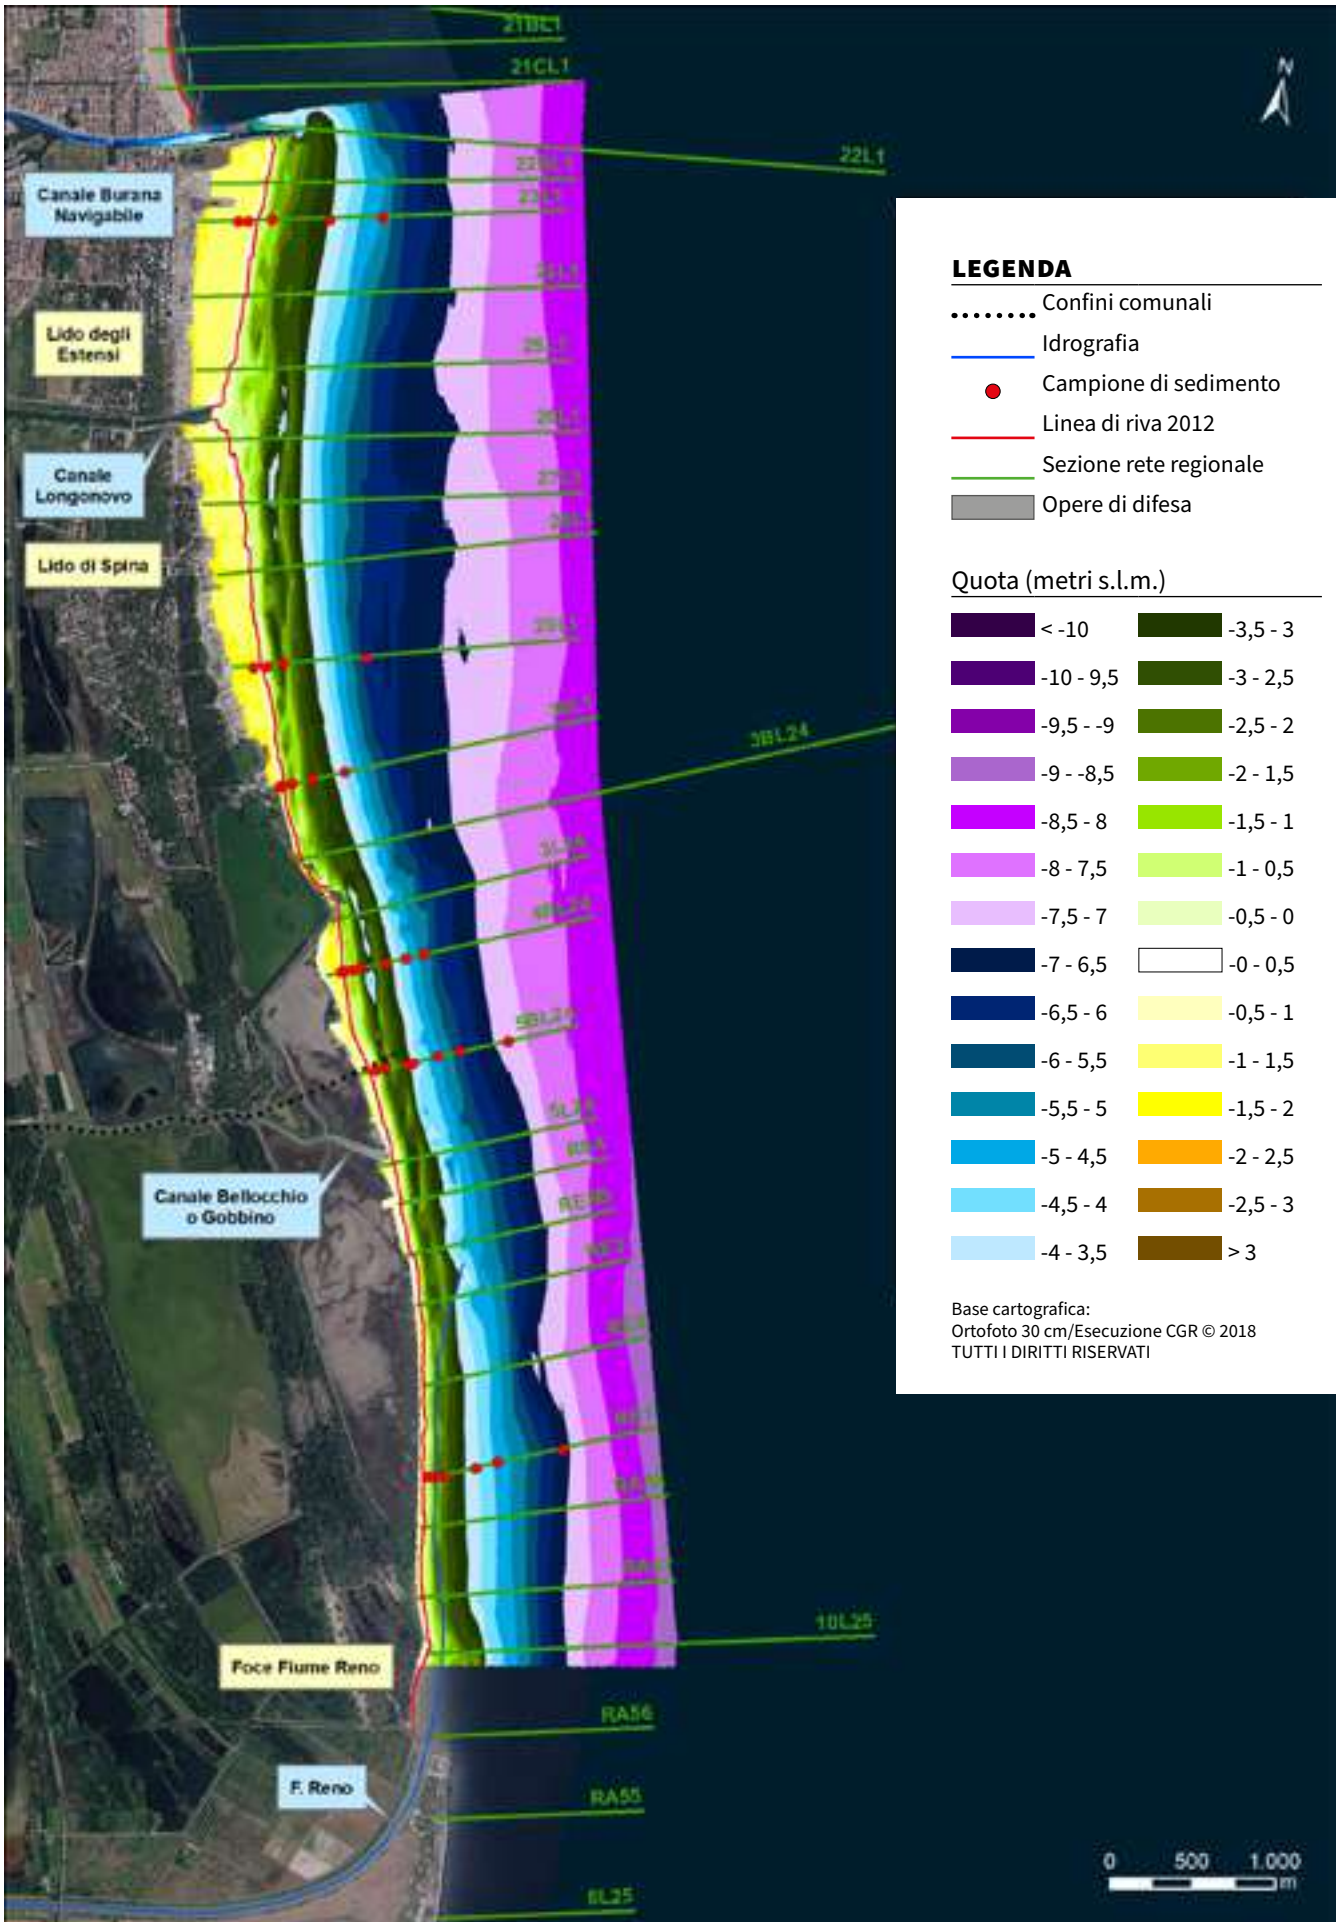 21BL1
21CL1
N
22L1
Canale Burana
Navigabile
Lido degli
Estensi
Canale
Longonovo
Lido di Spina
3BL24
5BL24
Canale Bellocchio
o Gobbino
10L25
Foce Fiume Reno
RA56
F. Reno
RA55
8L25
0 500 1.000
m
LEGENDA
Confini comunali
Idrografia
Campione di sedimento
Linea di riva 2012
Sezione rete regionale
Opere di difesa
Quota (metri s.l.m.)
< -10
-10 - 9,5
-9,5 - -9
-9 - -8,5
-8,5 - 8
-8 - 7,5
-7,5 - 7
-7 - 6,5
-6,5 - 6
-6 - 5,5
-5,5 - 5
-5 - 4,5
-4,5 - 4
-4 - 3,5
-3,5 - 3
-3 - 2,5
-2,5 - 2
-2 - 1,5
-1,5 - 1
-1 - 0,5
-0,5 - 0
-0 - 0,5
-0,5 - 1
-1 - 1,5
-1,5 - 2
-2 - 2,5
-2,5 - 3
> 3
Base cartografica:
Ortofoto 30 cm/Esecuzione CGR © 2018
TUTTI I DIRITTI RISERVATI